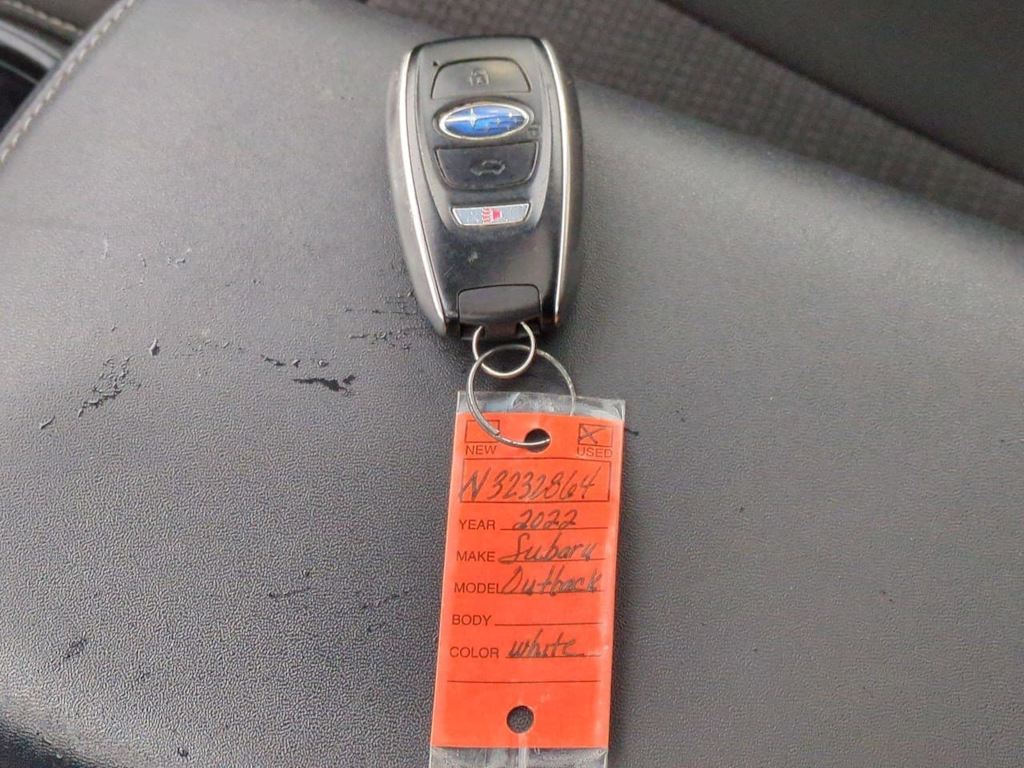 NEW USED
N3232864
YEAR 2022
MAKE Subaru
MODEL Outback
BODY
COLOR white